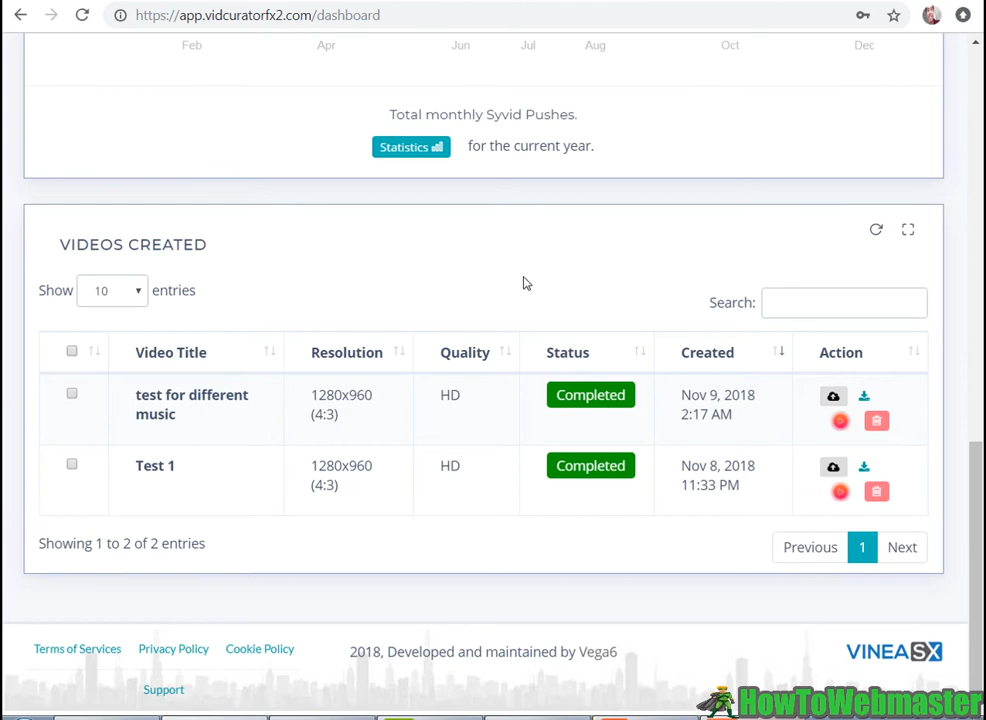 https://app.vidcuratorfx2.com/dashboard
Feb Apr Jun Jul Aug Oct Dec
Total monthly Syvid Pushes.
Statistics for the current year.
VIDEOS CREATED
Show 10 entries
Search:
Video Title Resolution Quality Status Created Action
test for different music 1280x960 (4:3) HD Completed Nov 9, 2018 2:17 AM
Test 1 1280x960 (4:3) HD Completed Nov 8, 2018 11:33 PM
Showing 1 to 2 of 2 entries
Previous 1 Next
Terms of Services Privacy Policy Cookie Policy 2018, Developed and maintained by Vega6 VINEASX
Support
HowToWebmaster